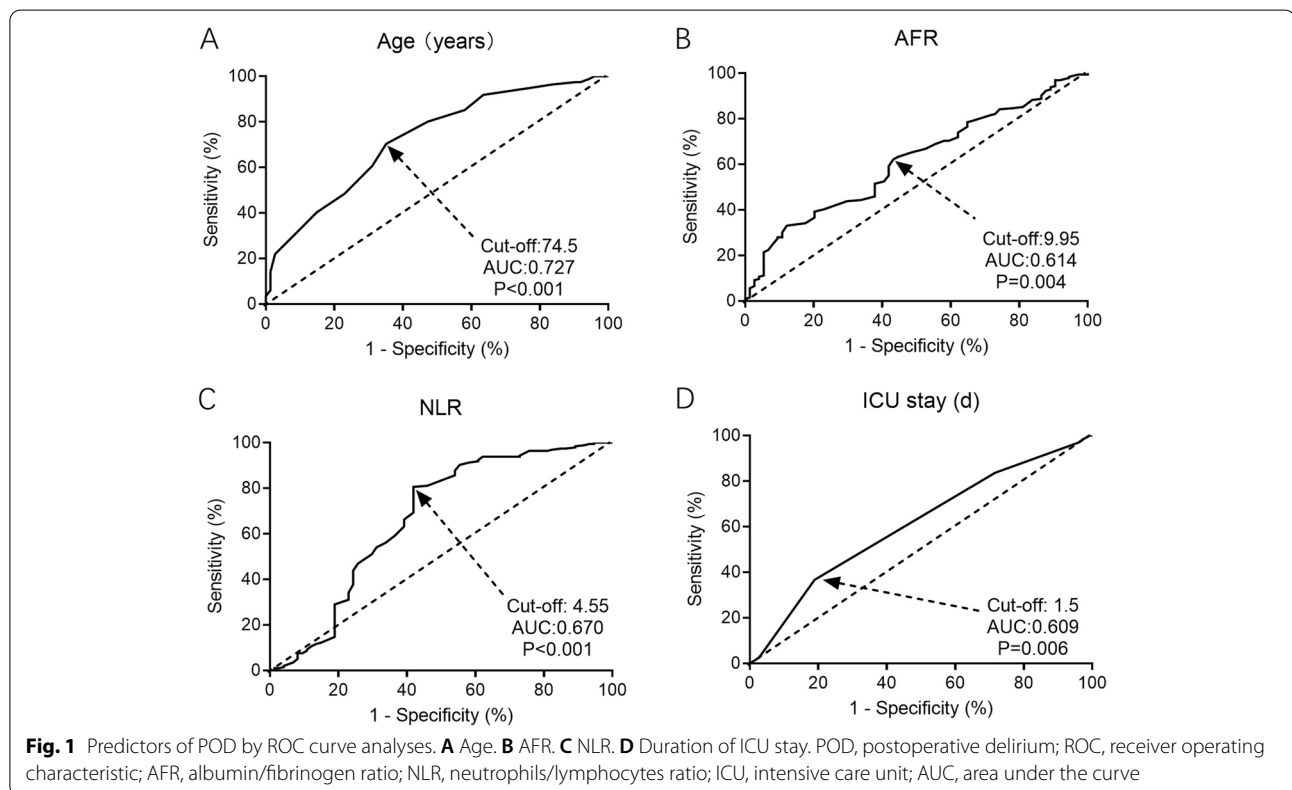 A
Age（years）
100
80
60
40
20
0
Sensitivity (%)
0 20 40 60 80 100
1 - Specificity (%)
Cut-off:74.5
AUC:0.727
P<0.001
B
AFR
100
80
60
40
20
0
Sensitivity (%)
0 20 40 60 80 100
1 - Specificity (%)
Cut-off:9.95
AUC:0.614
P=0.004
C
NLR
100
80
60
40
20
0
Sensitivity (%)
0 20 40 60 80 100
1 - Specificity (%)
Cut-off: 4.55
AUC:0.670
P<0.001
D
ICU stay (d)
100
80
60
40
20
0
Sensitivity (%)
0 20 40 60 80 100
1 - Specificity (%)
Cut-off: 1.5
AUC:0.609
P=0.006
Fig. 1 Predictors of POD by ROC curve analyses. A Age. B AFR. C NLR. D Duration of ICU stay. POD, postoperative delirium; ROC, receiver operating
characteristic; AFR, albumin/fibrinogen ratio; NLR, neutrophils/lymphocytes ratio; ICU, intensive care unit; AUC, area under the curve